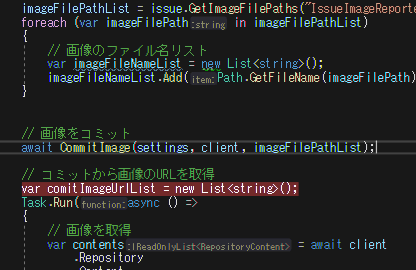 imageFilePathList = issue.GetImageFilePaths("IssueImageReporte
foreach (var imageFilePath:string in imageFilePathList)
{
// 画像のファイル名リスト
var imageFileNameList = new List<string>();
imageFileNameList.Add(item:Path.GetFileName(imageFilePath)
}
// 画像をコミット
await CommitImage(settings, client, imageFilePathList);
// コミットから画像のURLを取得
var comitImageUrlList = new List<string>();
Task.Run(function:async () =>
{
// 画像を取得
var contents:IReadOnlyList<RepositoryContent> = await client
.Repository
.Content